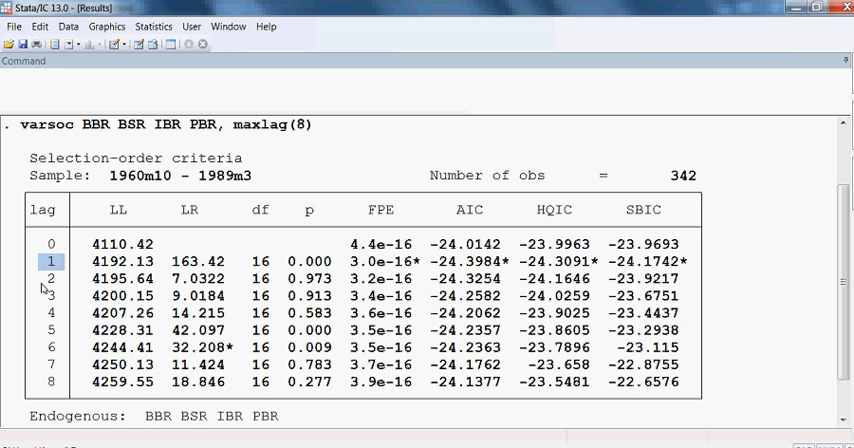 Stata/IC 13.0 - [Results]
File Edit Data Graphics Statistics User Window Help
Command
. varsoc BBR BSR IBR PBR, maxlag(8)
Selection-order criteria
Sample: 1960m10 - 1989m3 Number of obs = 342
lag LL LR df p FPE AIC HQIC SBIC
0 4110.42 4.4e-16 -24.0142 -23.9963 -23.9693
1 4192.13 163.42 16 0.000 3.0e-16* -24.3984* -24.3091* -24.1742*
2 4195.64 7.0322 16 0.973 3.2e-16 -24.3254 -24.1646 -23.9217
3 4200.15 9.0184 16 0.913 3.4e-16 -24.2582 -24.0259 -23.6751
4 4207.26 14.215 16 0.583 3.6e-16 -24.2062 -23.9025 -23.4437
5 4228.31 42.097 16 0.000 3.5e-16 -24.2357 -23.8605 -23.2938
6 4244.41 32.208* 16 0.009 3.5e-16 -24.2363 -23.7896 -23.115
7 4250.13 11.424 16 0.783 3.7e-16 -24.1762 -23.658 -22.8755
8 4259.55 18.846 16 0.277 3.9e-16 -24.1377 -23.5481 -22.6576
Endogenous: BBR BSR IBR PBR